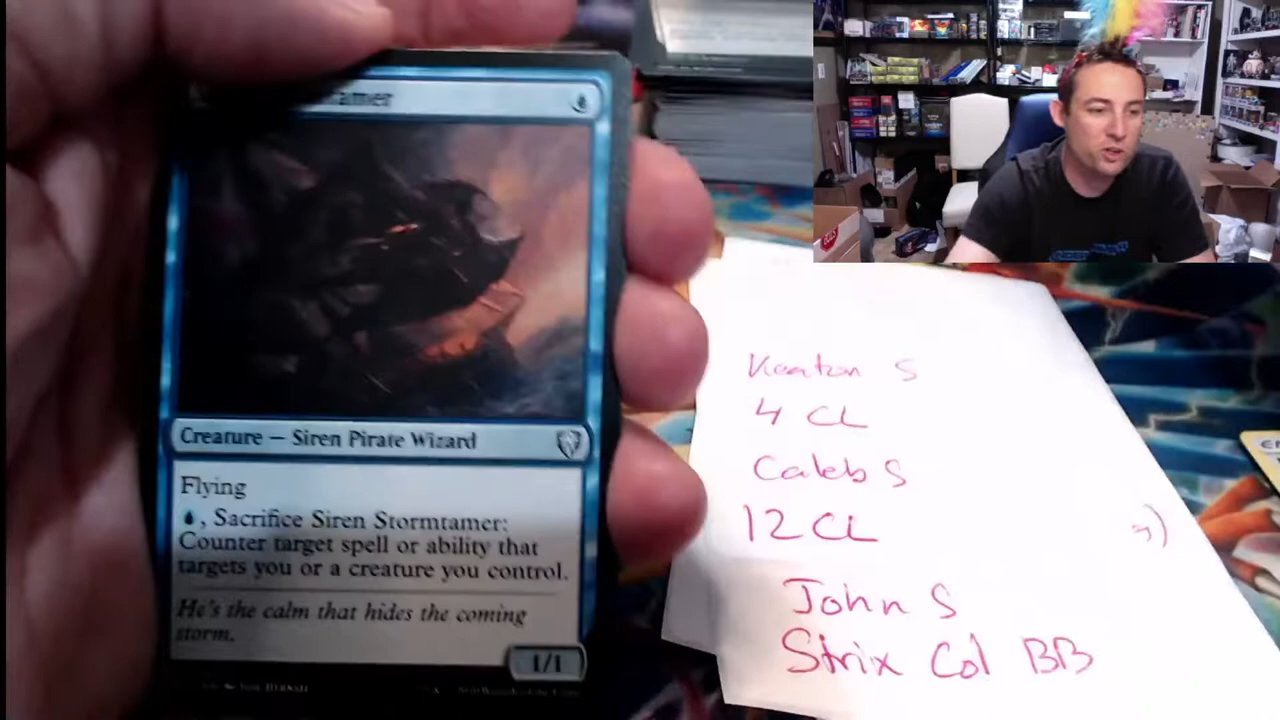 Creature — Siren Pirate Wizard
Flying
, Sacrifice Siren Stormtamer:
Counter target spell or ability that
targets you or a creature you control.
He's the calm that hides the coming
storm.
1/1
Keaton S
4 CL
Caleb S
12 CL
John S
Strix Col BB